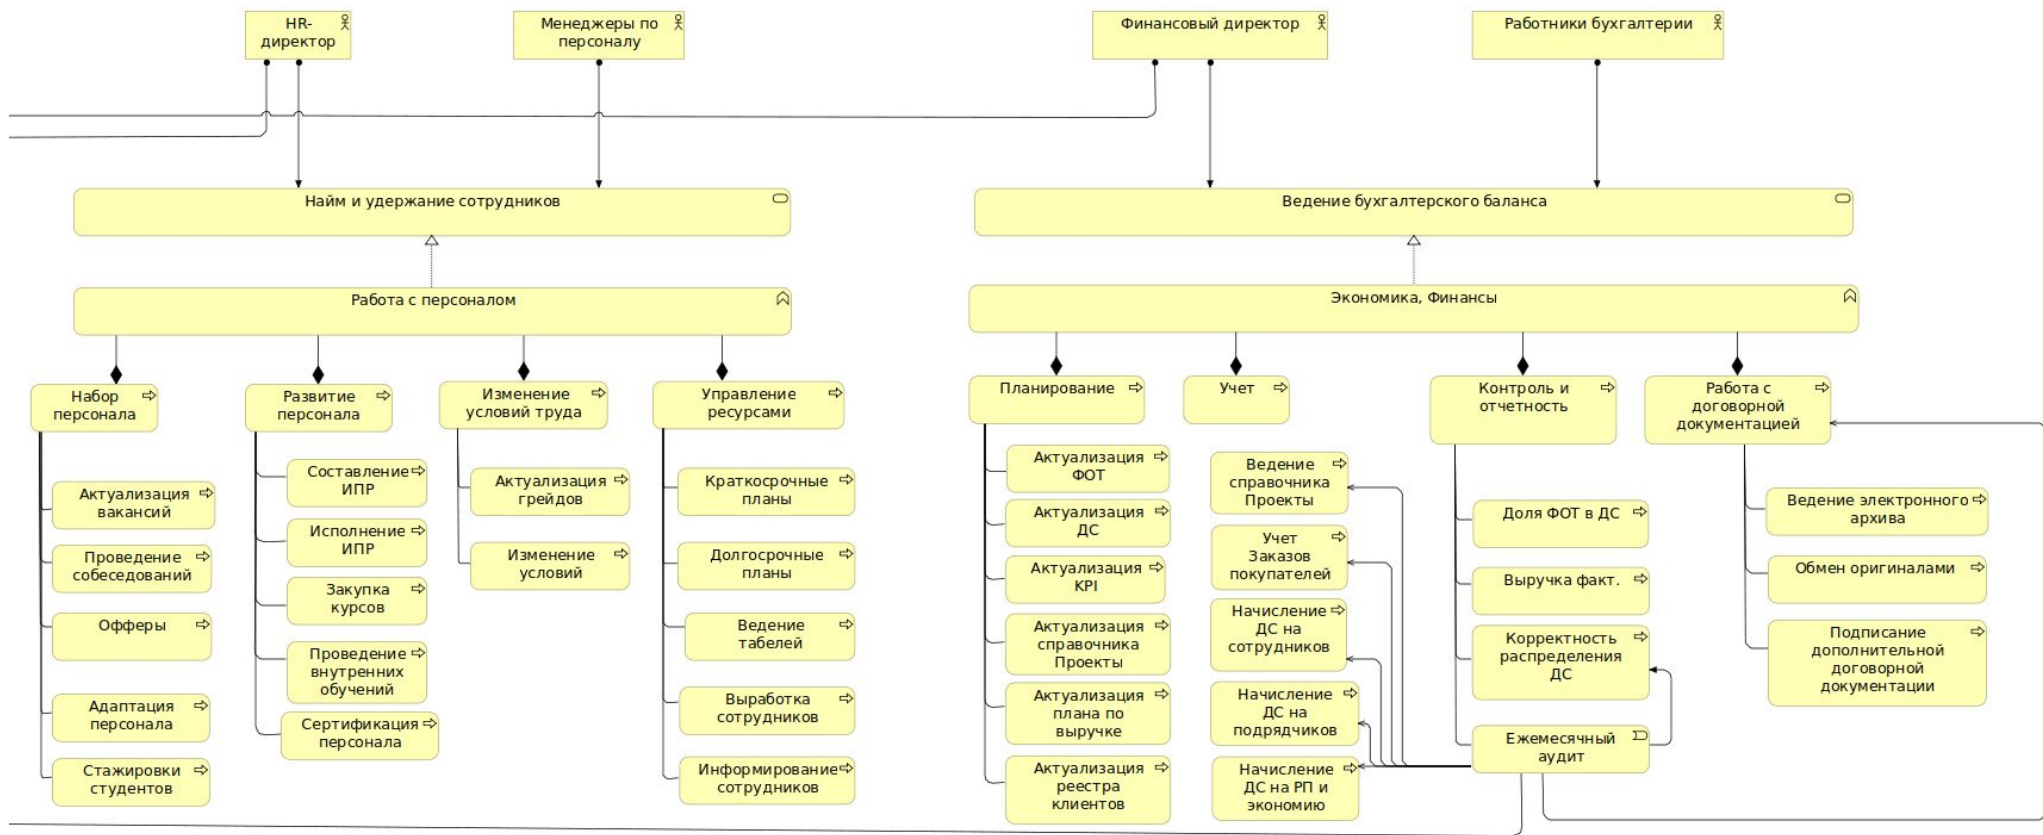 HR-
директор
Менеджеры по
персоналу
Финансовый директор
Работники бухгалтерии
Найм и удержание сотрудников
Ведение бухгалтерского баланса
Работа с персоналом
Экономика, Финансы
Набор
персонала
Развитие
персонала
Изменение
условий труда
Управление
ресурсами
Планирование
Учет
Контроль и
отчетность
Работа с
договорной
документацией
Актуализация
вакансий
Проведение
собеседований
Офферы
Адаптация
персонала
Стажировки
студентов
Составление
ИПР
Исполнение
ИПР
Закупка
курсов
Проведение
внутренних
обучений
Сертификация
персонала
Актуализация
грейдов
Изменение
условий
Краткосрочные
планы
Долгосрочные
планы
Ведение
табелей
Выработка
сотрудников
Информирование
сотрудников
Актуализация
ФОТ
Актуализация
ДС
Актуализация
KPI
Актуализация
справочника
Проекты
Актуализация
плана по
выручке
Актуализация
реестра
клиентов
Ведение
справочника
Проекты
Учет
Заказов
покупателей
Начисление
ДС на
сотрудников
Начисление
ДС на
подрядчиков
Начисление
ДС на РП и
экономию
Доля ФОТ в ДС
Выручка факт.
Корректность
распределения
ДС
Ежемесячный
аудит
Ведение электронного
архива
Обмен оригиналами
Подписание
дополнительной
договорной
документации